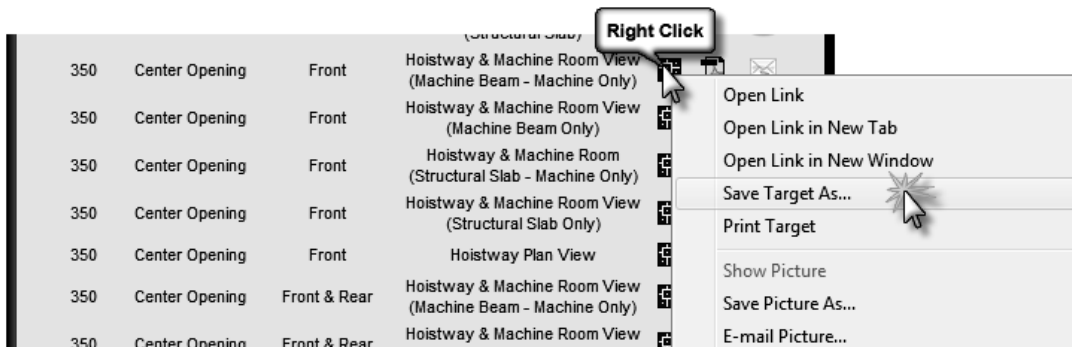 Right Click
(Structural Slab)
350 Center Opening Front Hoistway & Machine Room View
(Machine Beam - Machine Only)
350 Center Opening Front Hoistway & Machine Room View
(Machine Beam Only)
350 Center Opening Front Hoistway & Machine Room
(Structural Slab - Machine Only)
350 Center Opening Front Hoistway & Machine Room View
(Structural Slab Only)
350 Center Opening Front Hoistway Plan View
350 Center Opening Front & Rear Hoistway & Machine Room View
(Machine Beam - Machine Only)
350 Center Opening Front & Rear Hoistway & Machine Room View
Open Link
Open Link in New Tab
Open Link in New Window
Save Target As...
Print Target
Show Picture
Save Picture As...
E-mail Picture...